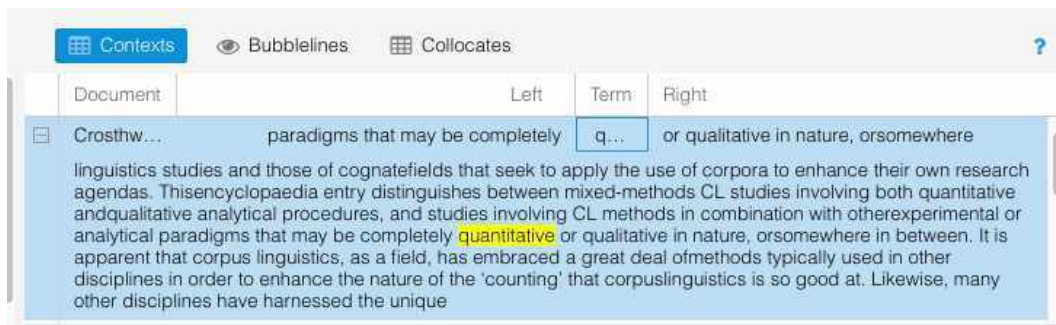 Contexts Bubblelines Collocates ?
Document Left Term Right
Crosthw... paradigms that may be completely q... or qualitative in nature, orsomewhere
linguistics studies and those of cognatefields that seek to apply the use of corpora to enhance their own research
agendas. Thisencyclopaedia entry distinguishes between mixed-methods CL studies involving both quantitative
andqualitative analytical procedures, and studies involving CL methods in combination with otherexperimental or
analytical paradigms that may be completely quantitative or qualitative in nature, orsomewhere in between. It is
apparent that corpus linguistics, as a field, has embraced a great deal ofmethods typically used in other
disciplines in order to enhance the nature of the 'counting' that corpuslinguistics is so good at. Likewise, many
other disciplines have harnessed the unique